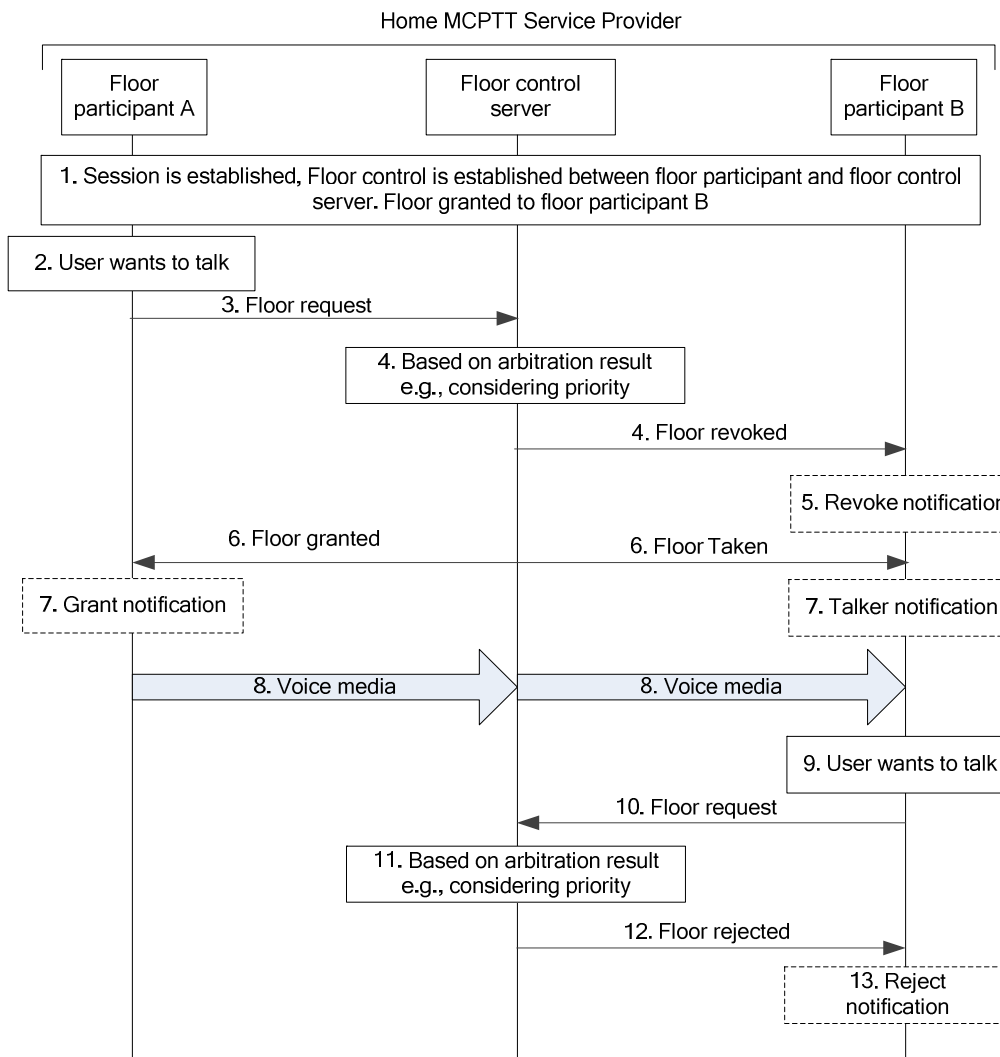 Home MCPTT Service Provider
Floor
participant A
Floor control
server
Floor
participant B
1. Session is established, Floor control is established between floor participant and floor control
server. Floor granted to floor participant B
2. User wants to talk
3. Floor request
4. Based on arbitration result
e.g., considering priority
4. Floor revoked
5. Revoke notification
6. Floor granted
6. Floor Taken
7. Grant notification
7. Talker notification
8. Voice media
8. Voice media
9. User wants to talk
10. Floor request
11. Based on arbitration result
e.g., considering priority
12. Floor rejected
13. Reject
notification